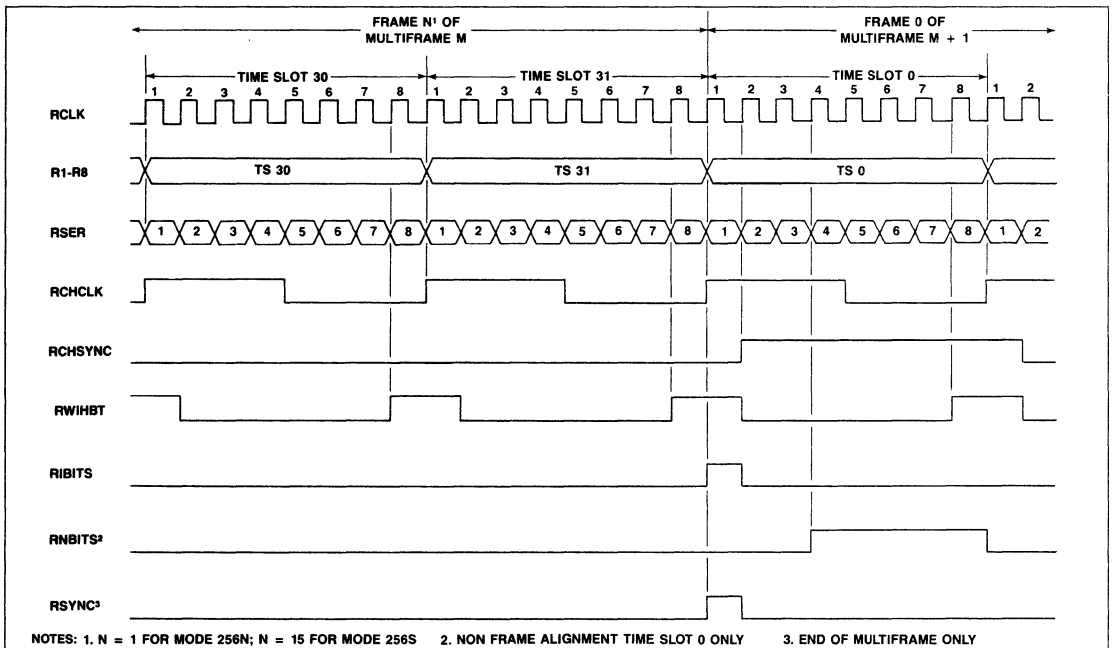 FRAME N¹ OF
MULTIFRAME M
FRAME 0 OF
MULTIFRAME M + 1
TIME SLOT 30
TIME SLOT 31
TIME SLOT 0
1 2 3 4 5 6 7 8 1 2 3 4 5 6 7 8 1 2 3 4 5 6 7 8 1 2
RCLK
R1-R8
TS 30
TS 31
TS 0
RSER
1 2 3 4 5 6 7 8 1 2 3 4 5 6 7 8 1 2 3 4 5 6 7 8 1 2
RCHCLK
RCHSYNC
RWIHBT
RIBITS
RNBITS²
RSYNC³
NOTES: 1. N = 1 FOR MODE 256N; N = 15 FOR MODE 256S 2. NON FRAME ALIGNMENT TIME SLOT 0 ONLY 3. END OF MULTIFRAME ONLY